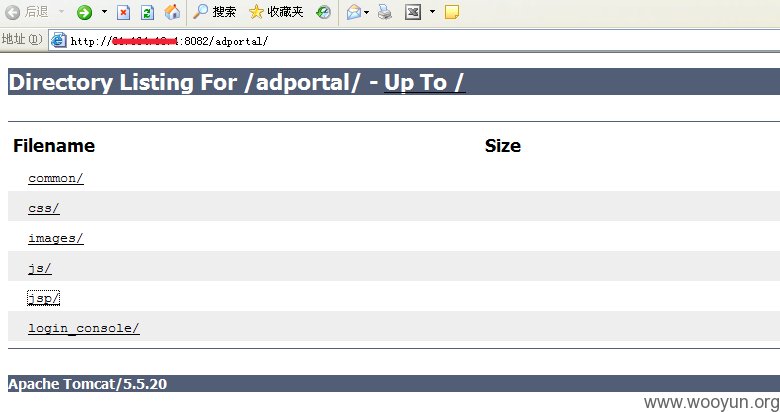 后退 搜索 收藏夹
地址(D) http:// :8082/adportal/
Directory Listing For /adportal/ - Up To /
Filename Size
common/
css/
images/
js/
jsp/
login_console/
Apache Tomcat/5.5.20
www.wooyun.org